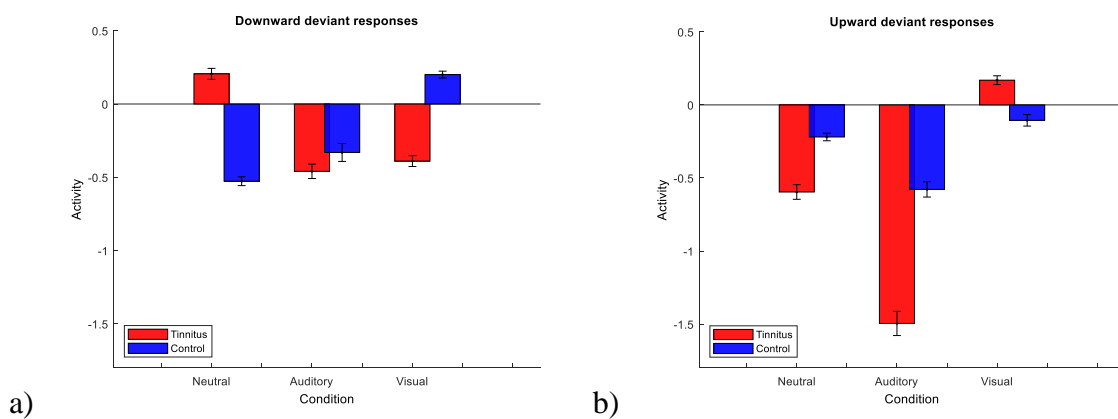 Downward deviant responses
0.5
0
-0.5
-1
-1.5
Activity
Tinnitus
Control
Neutral Auditory Visual
Condition
a)
Upward deviant responses
0.5
0
-0.5
-1
-1.5
Activity
Tinnitus
Control
Neutral Auditory Visual
Condition
b)